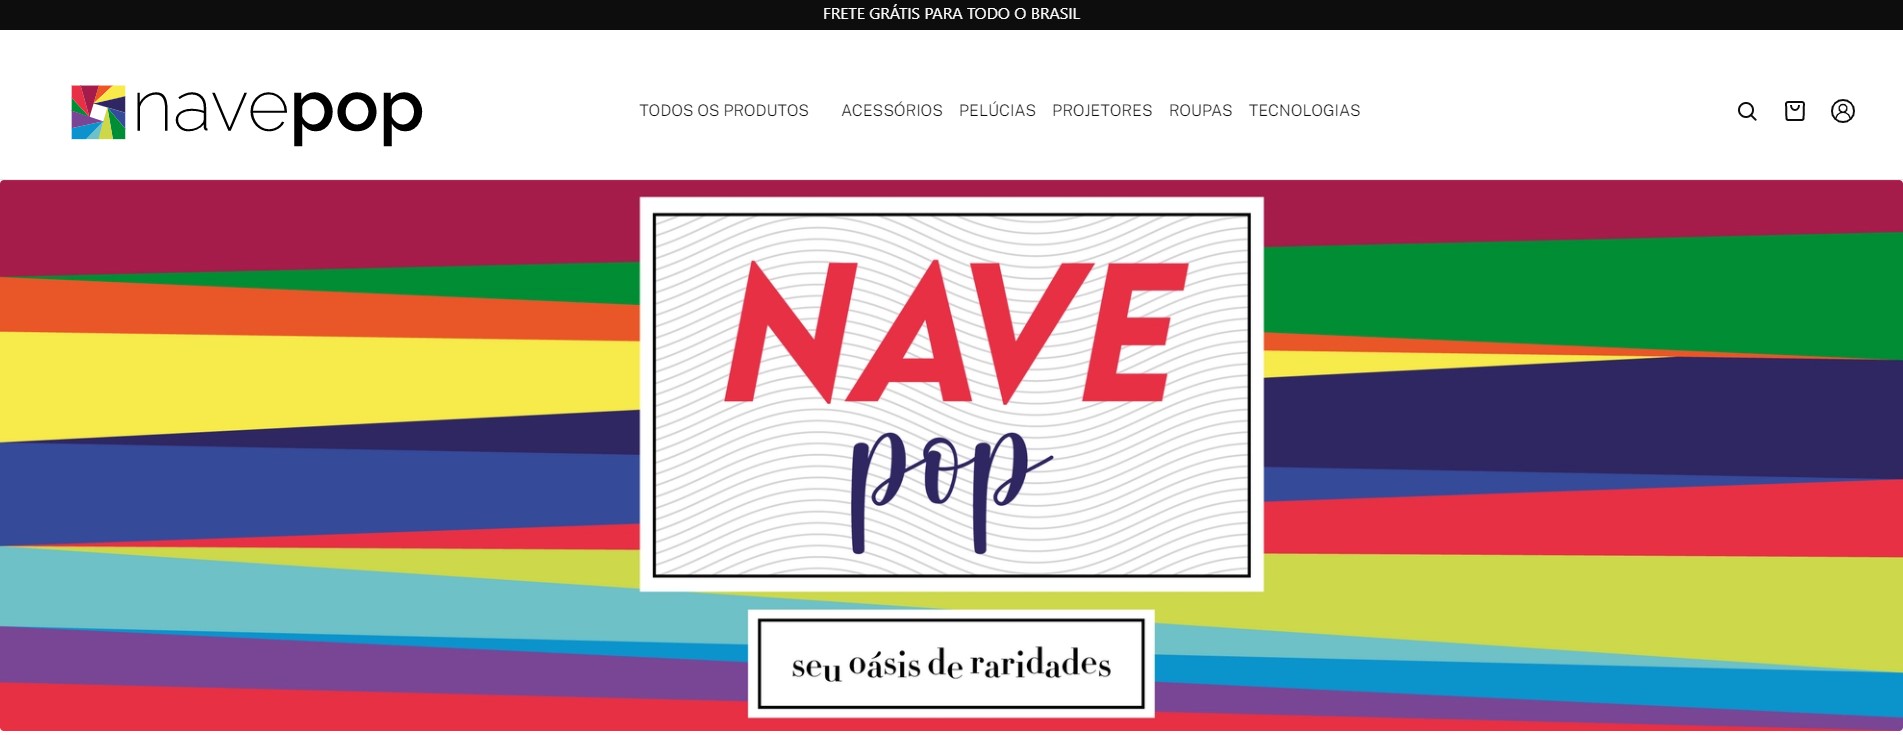 FRETE GRÁTIS PARA TODO O BRASIL
navepop
TODOS OS PRODUTOS ACESSÓRIOS PELÚCIAS PROJETORES ROUPAS TECNOLOGIAS
NAVE
pop
seu oásis de raridades